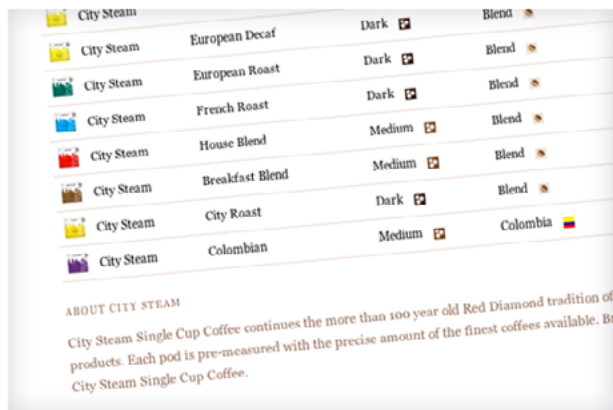 City Steam
City Steam European Decaf Dark Blend
City Steam European Roast Dark Blend
City Steam French Roast Dark Blend
City Steam House Blend Medium Blend
City Steam Breakfast Blend Medium Blend
City Steam City Roast Dark Blend
City Steam Colombian Medium Colombia
ABOUT CITY STEAM
City Steam Single Cup Coffee continues the more than 100 year old Red Diamond tradition of
products. Each pod is pre-measured with the precise amount of the finest coffees available.
City Steam Single Cup Coffee.